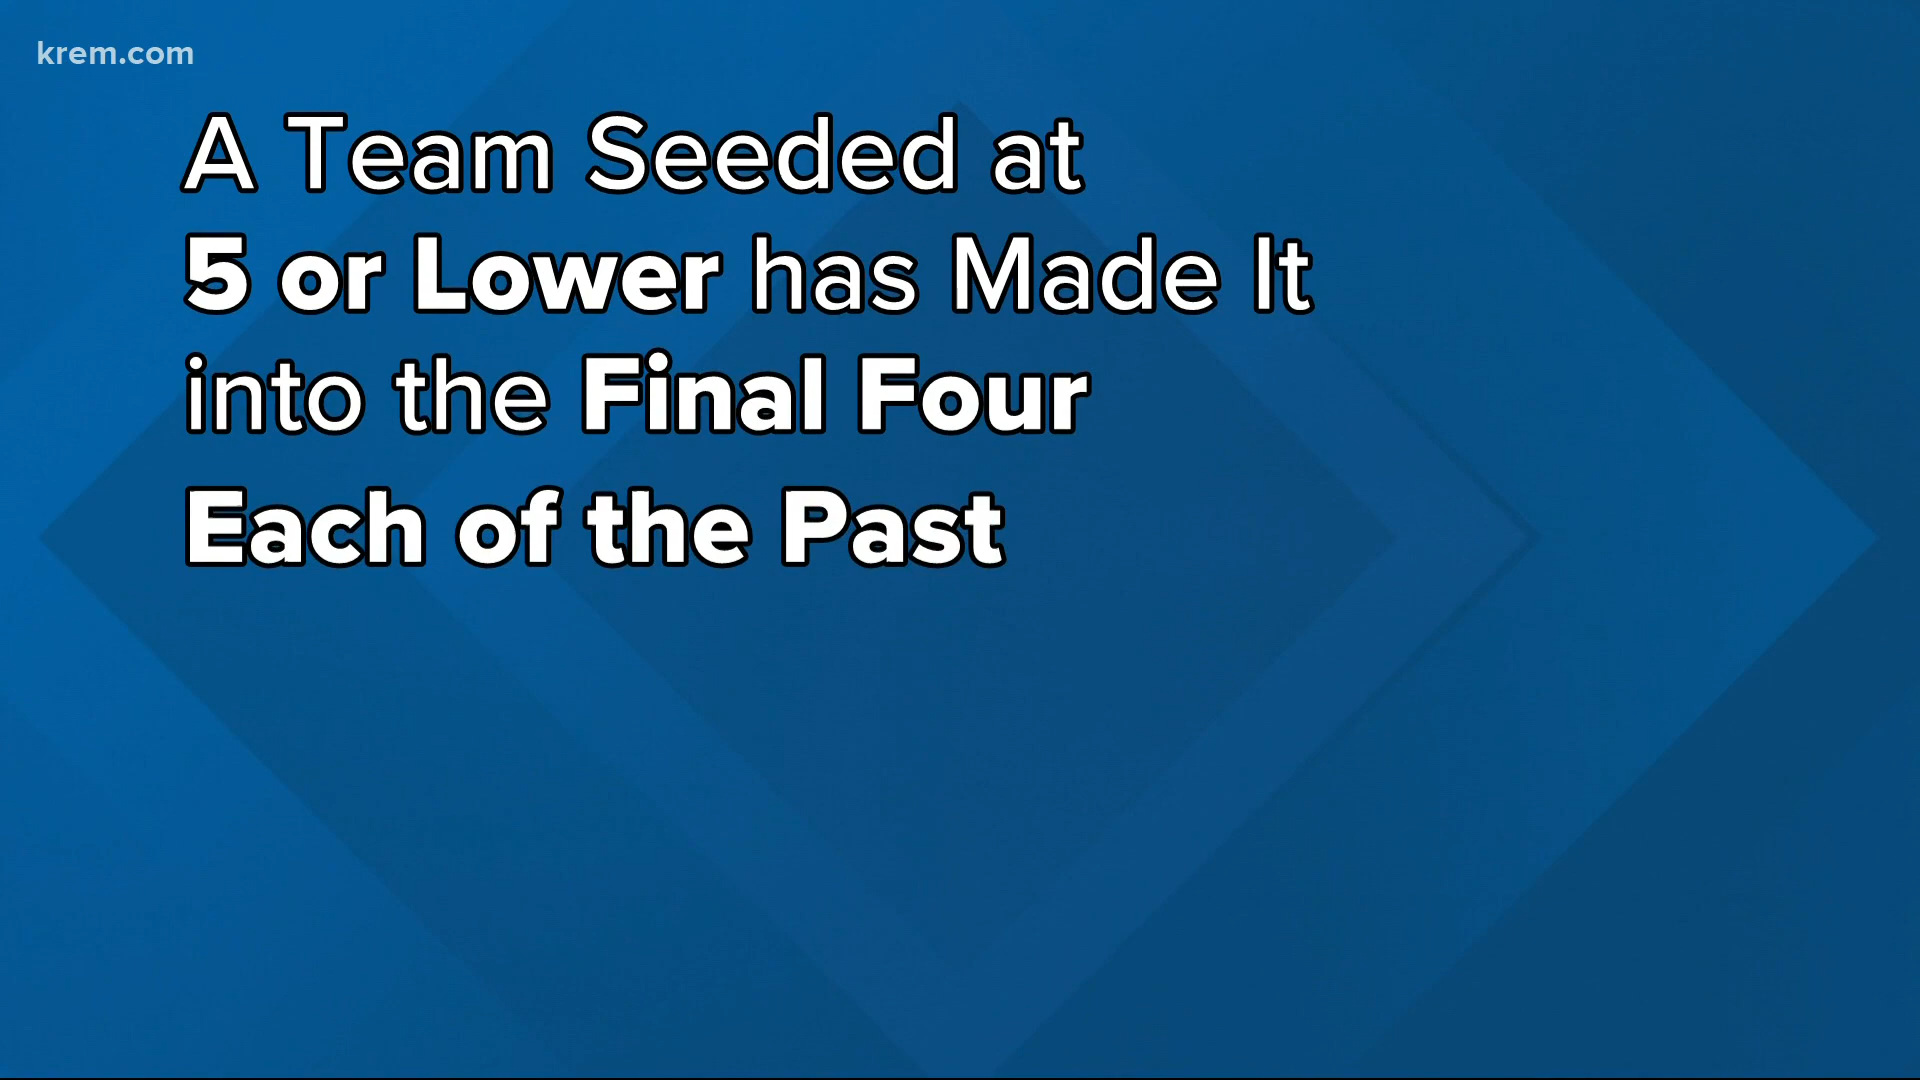 krem.com
A Team Seeded at
5 or Lower has Made It
into the Final Four
Each of the Past